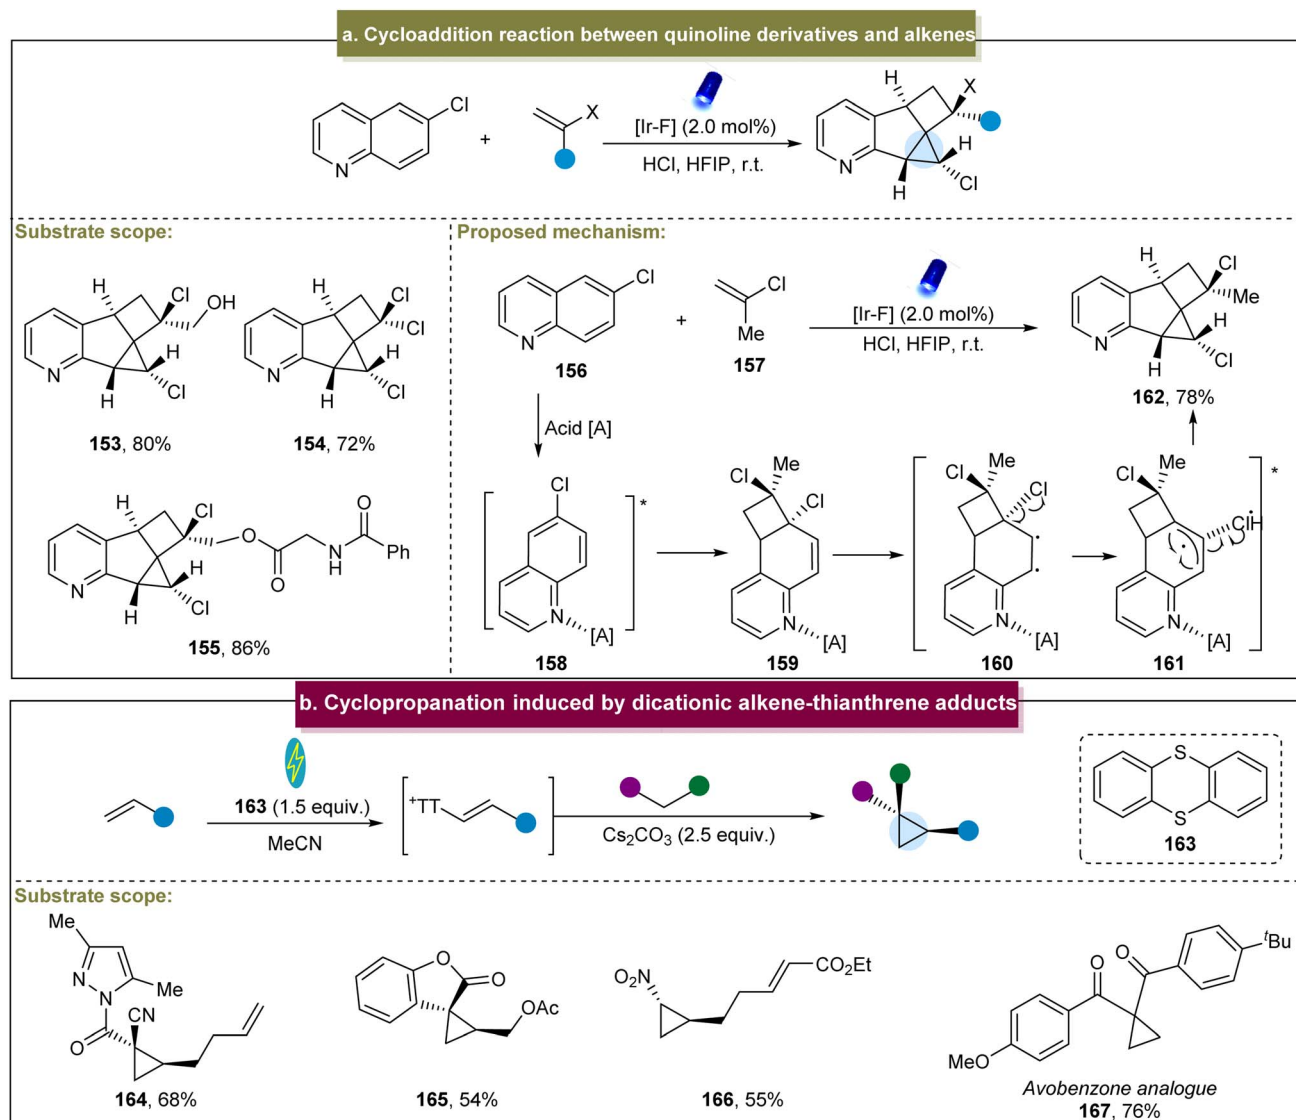 a. Cycloaddition reaction between quinoline derivatives and alkenes
N
Cl
+
X
[Ir-F] (2.0 mol%)
HCl, HFIP, r.t.
H
X
H
N
H
Cl
Substrate scope:
H
Cl
OH
H
N
H
Cl
153, 80%
H
Cl
Cl
H
N
H
Cl
154, 72%
H
Cl
O
O
N
H
O
Ph
H
N
H
Cl
155, 86%
Proposed mechanism:
Cl
N
156
+
Cl
Me
157
[Ir-F] (2.0 mol%)
HCl, HFIP, r.t.
H
Cl
Me
H
N
H
Cl
162, 78%
Acid [A]
Cl
N
[A]
*
158
Me
Cl
Cl
N
[A]
159
Me
Cl
Cl
N
[A]
160
Me
Cl
ClH
N
[A]
*
161
b. Cyclopropanation induced by dicationic alkene-thianthrene adducts
163 (1.5 equiv.)
MeCN
+TT
Cs2CO3 (2.5 equiv.)
S
S
163
Substrate scope:
Me
N
N
Me
O
CN
164, 68%
O
O
OAc
165, 54%
O2N
CO2Et
166, 55%
O
O
tBu
MeO
Avobenzone analogue
167, 76%